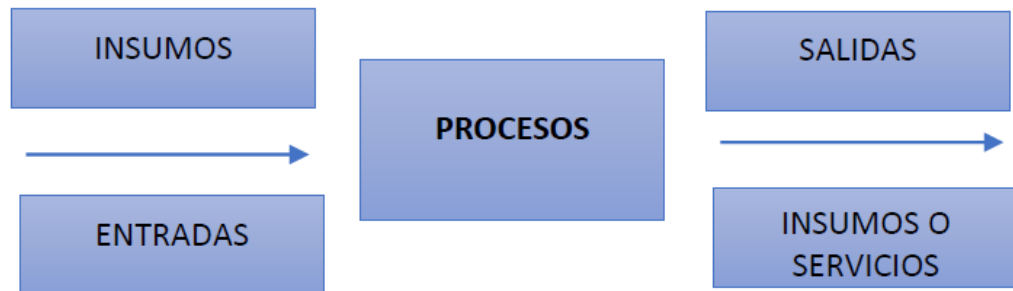 INSUMOS
ENTRADAS
PROCESOS
SALIDAS
INSUMOS O
SERVICIOS